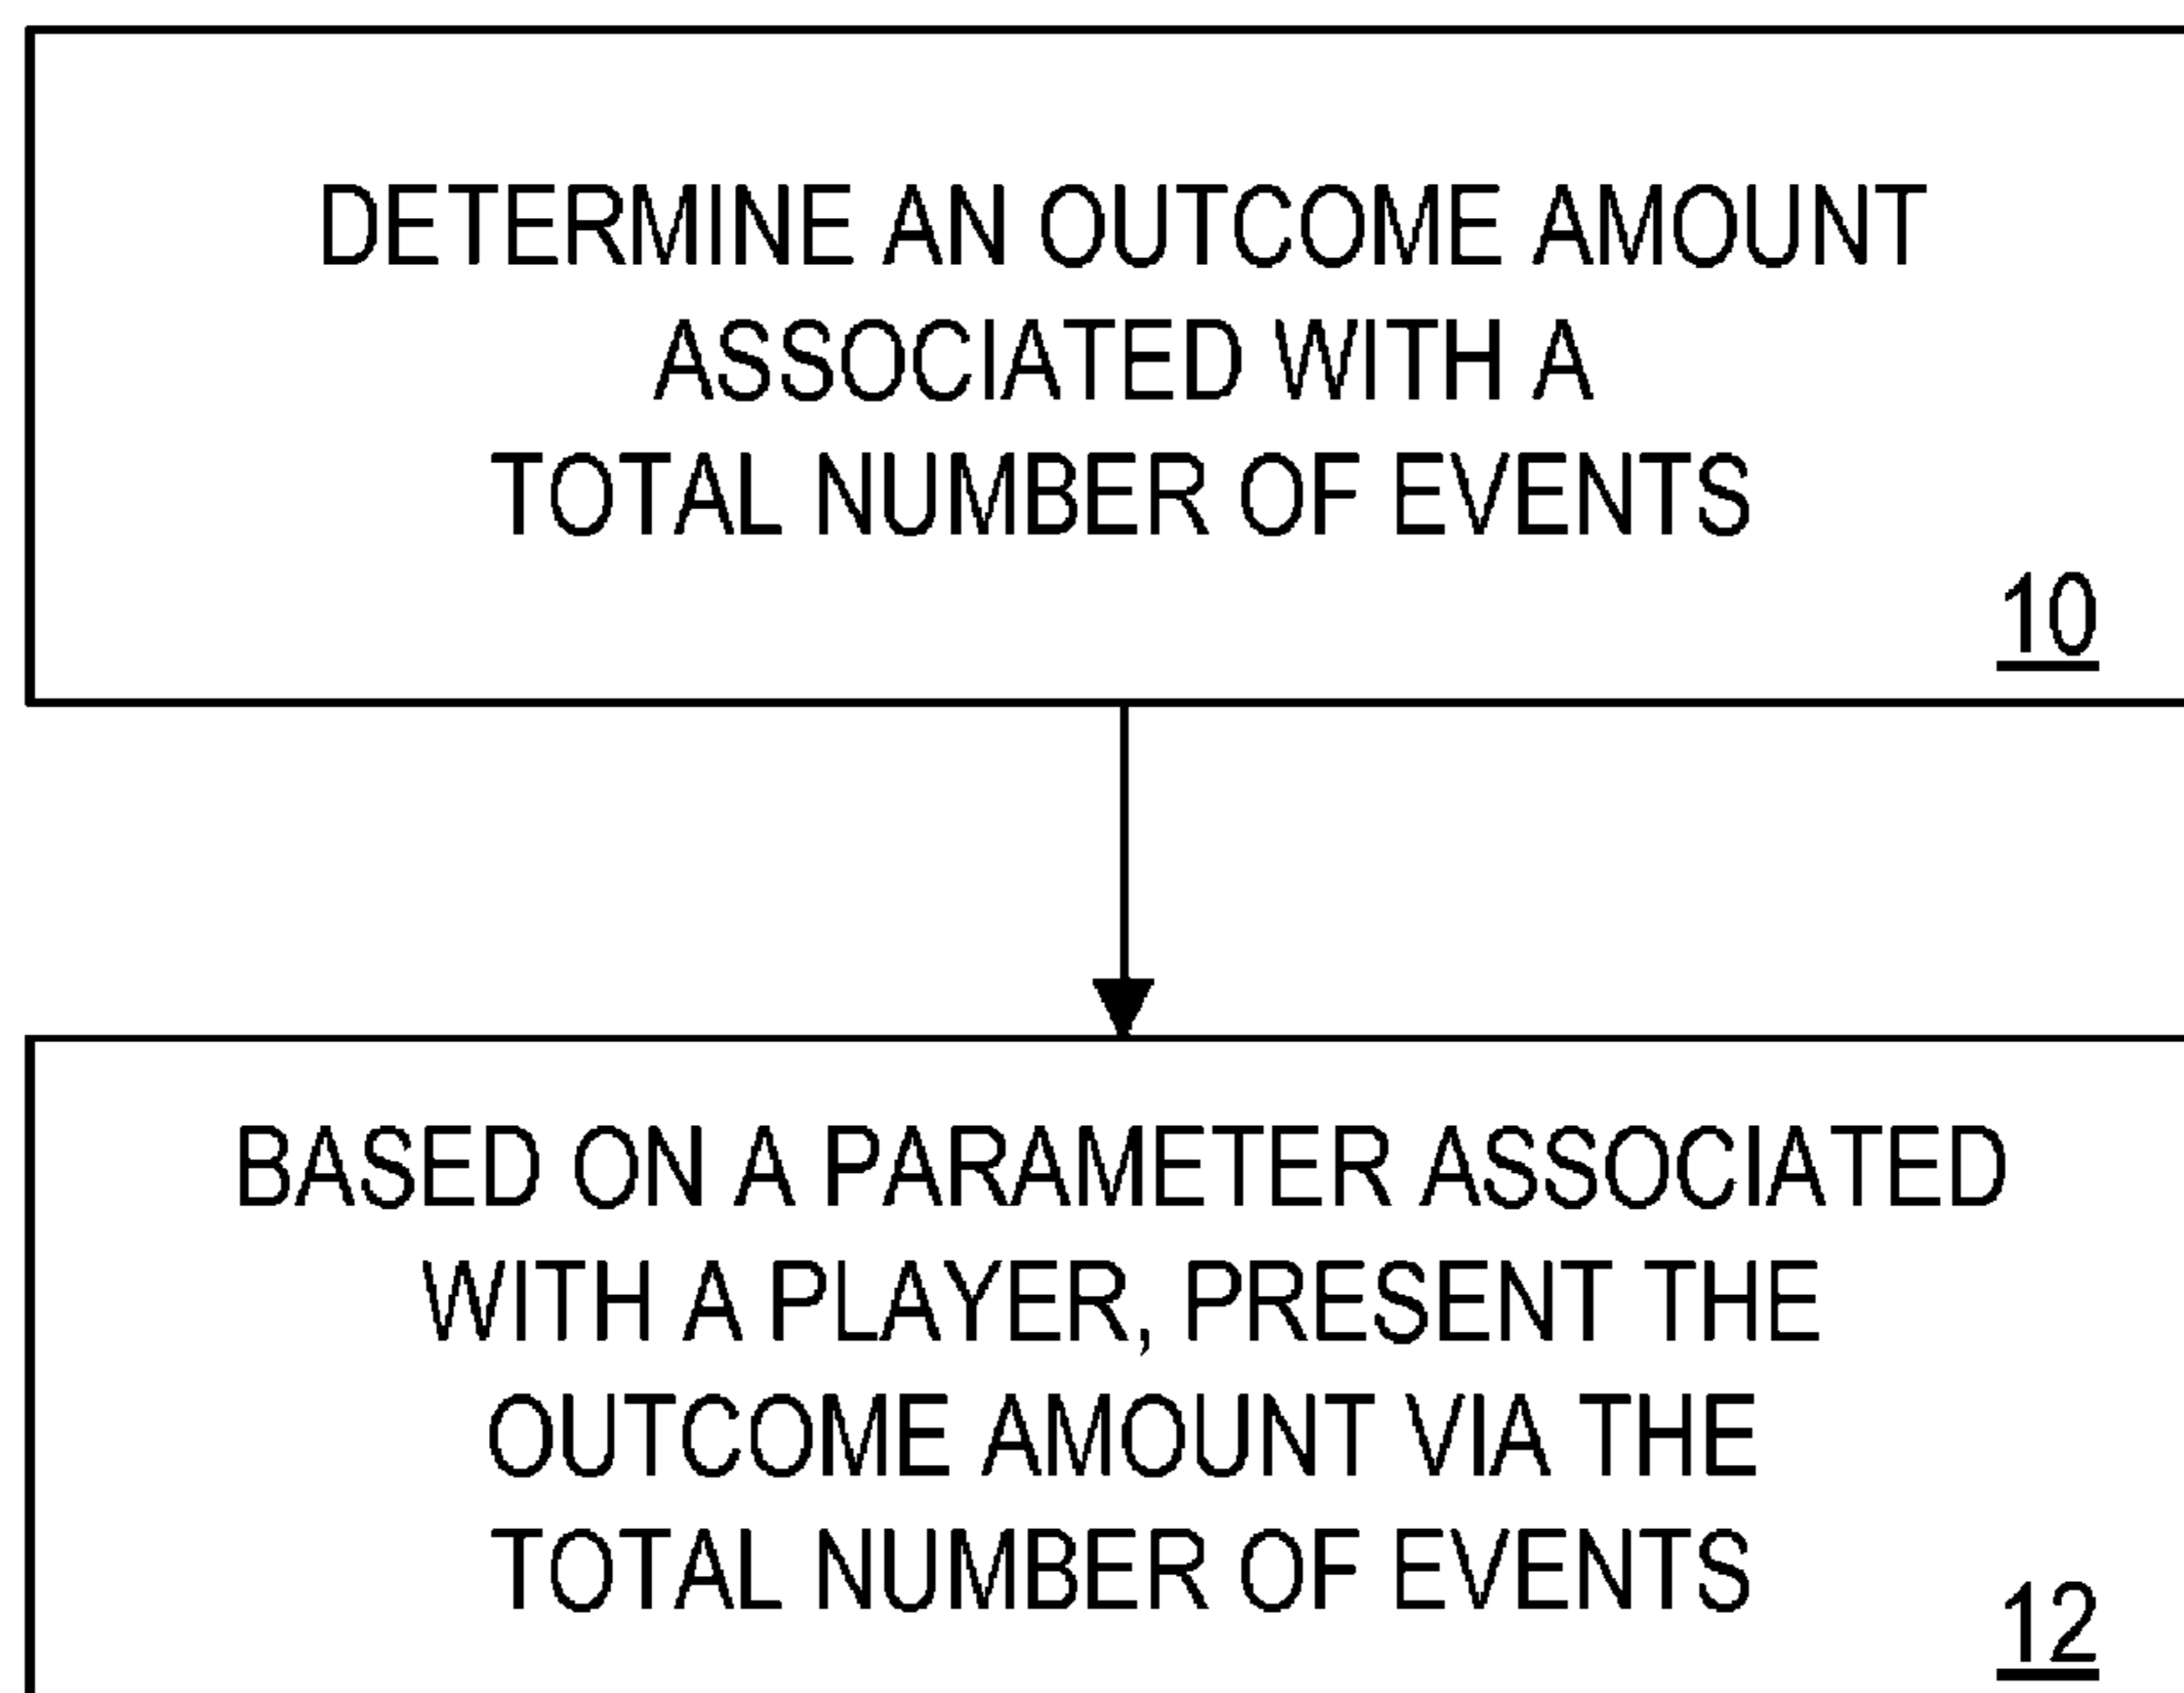 DETERMINE AN OUTCOME AMOUNT
ASSOCIATED WITH A
TOTAL NUMBER OF EVENTS
10
BASED ON A PARAMETER ASSOCIATED
WITH A PLAYER, PRESENT THE
OUTCOME AMOUNT VIA THE
TOTAL NUMBER OF EVENTS
12